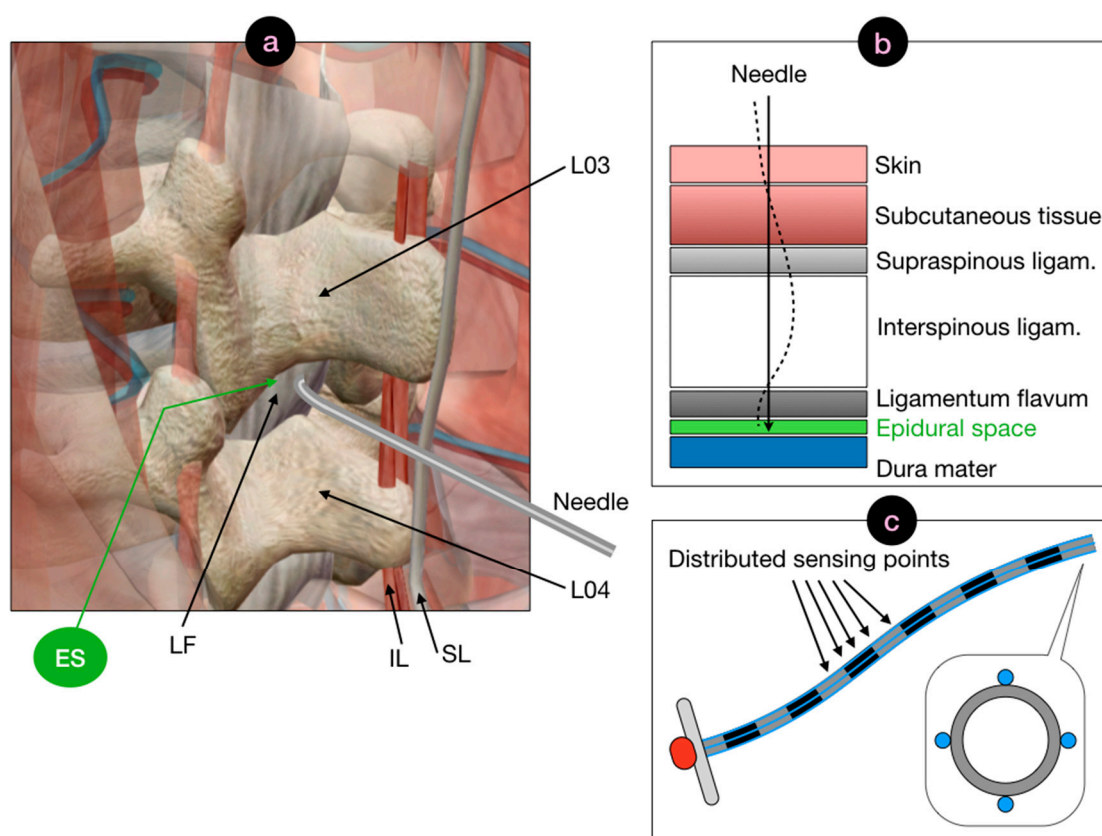 a
L03
Needle
L04
ES
LF
IL
SL
b
Needle
Skin
Subcutaneous tissue
Supraspinous ligam.
Interspinous ligam.
Ligamentum flavum
Epidural space
Dura mater
c
Distributed sensing points